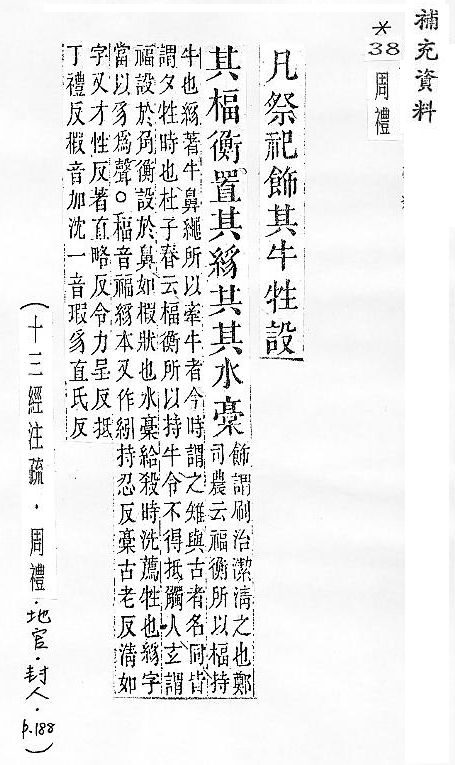 補充資料
*38
周禮
凡祭祀飾其牛牲設
其楅衡置其絼共其水稾
飾謂刷治潔清之也鄭
司農云楅衡所以楅持
牛也絼著牛鼻繩所以牽牛者今時謂之雉與古者名同皆
謂夕牲時也杜子春云楅衡所以持牛令不得抵觸人玄謂
楅設於角衡設於鼻如椵狀也水稾給殺時洗薦牲也絼字
當以豸爲聲○楅音福絼本又作紖持忍反稾古老反清如
字又才性反著直略反令力呈反抵
丁禮反椵音加沈一音瑕豸直氏反
(十三經注疏．周禮．地官．封人．p.188)